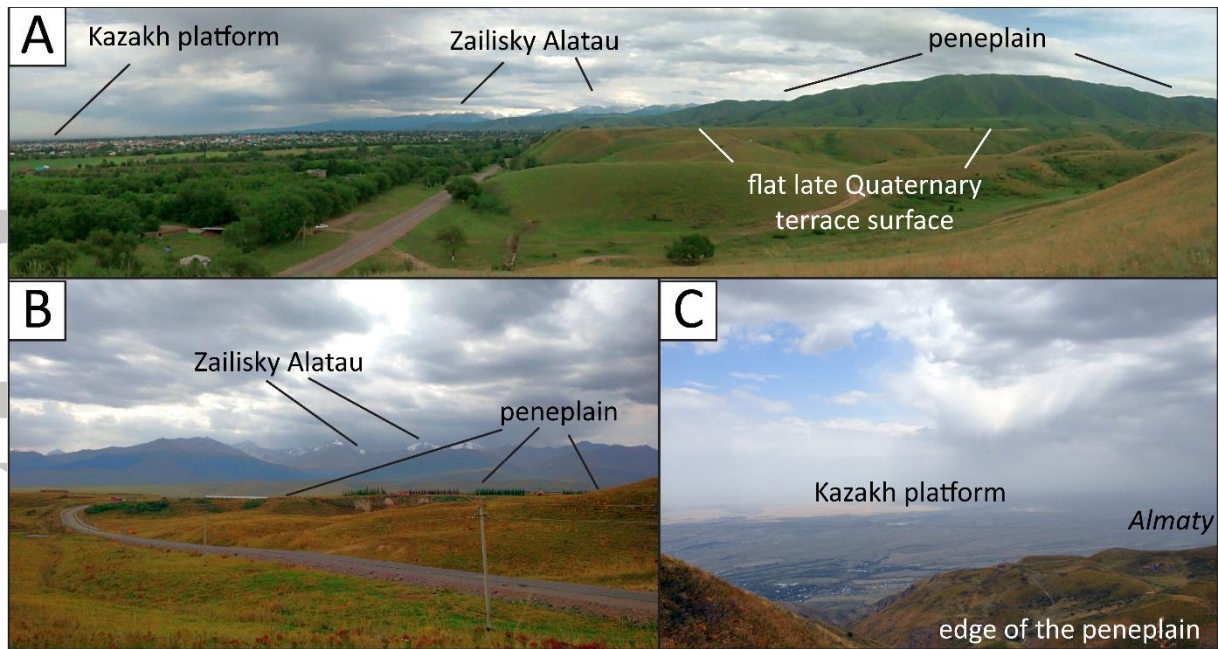 A
Kazakh platform
Zailisky Alatau
peneplain
flat late Quaternary
terrace surface
B
Zailisky Alatau
peneplain
C
Kazakh platform
Almaty
edge of the peneplain